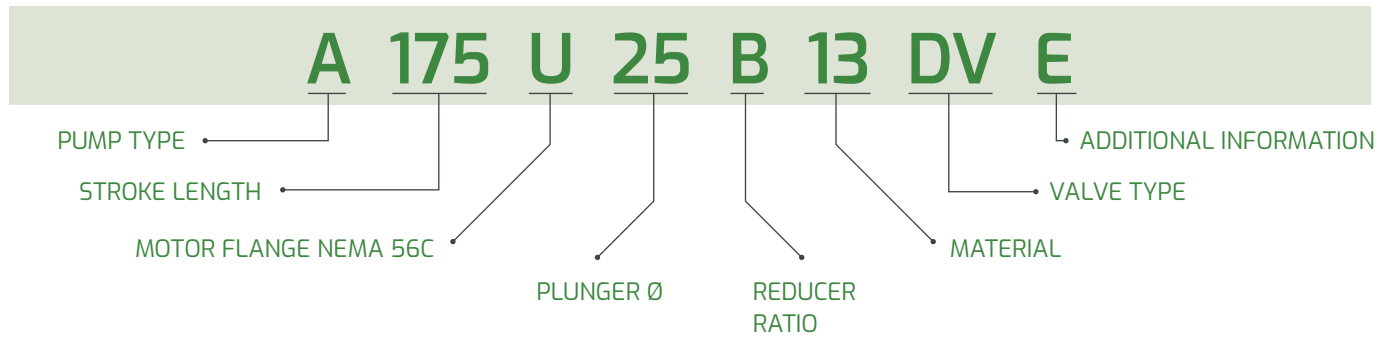 A 175 U 25 B 13 DV E
PUMP TYPE
ADDITIONAL INFORMATION
STROKE LENGTH
VALVE TYPE
MOTOR FLANGE NEMA 56C
MATERIAL
PLUNGER Ø
REDUCER
RATIO